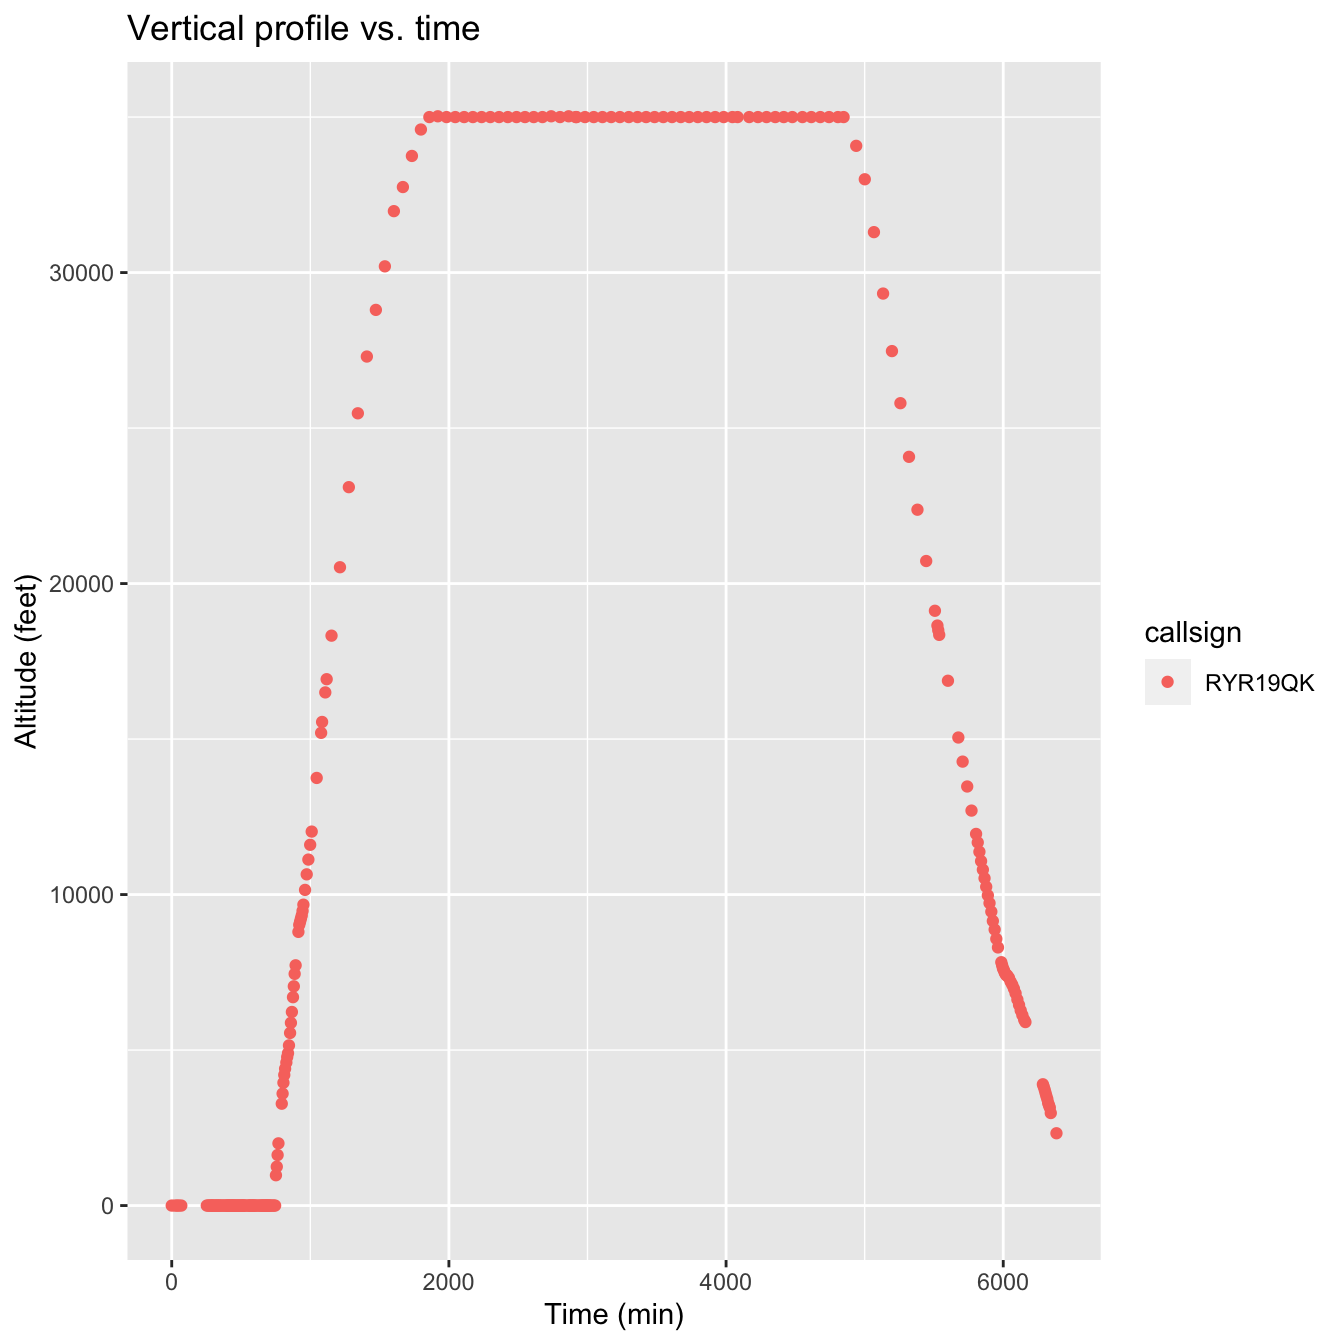 Vertical profile vs. time
Altitude (feet)
30000
20000
10000
0
0 2000 4000 6000
Time (min)
callsign
RYR19QK